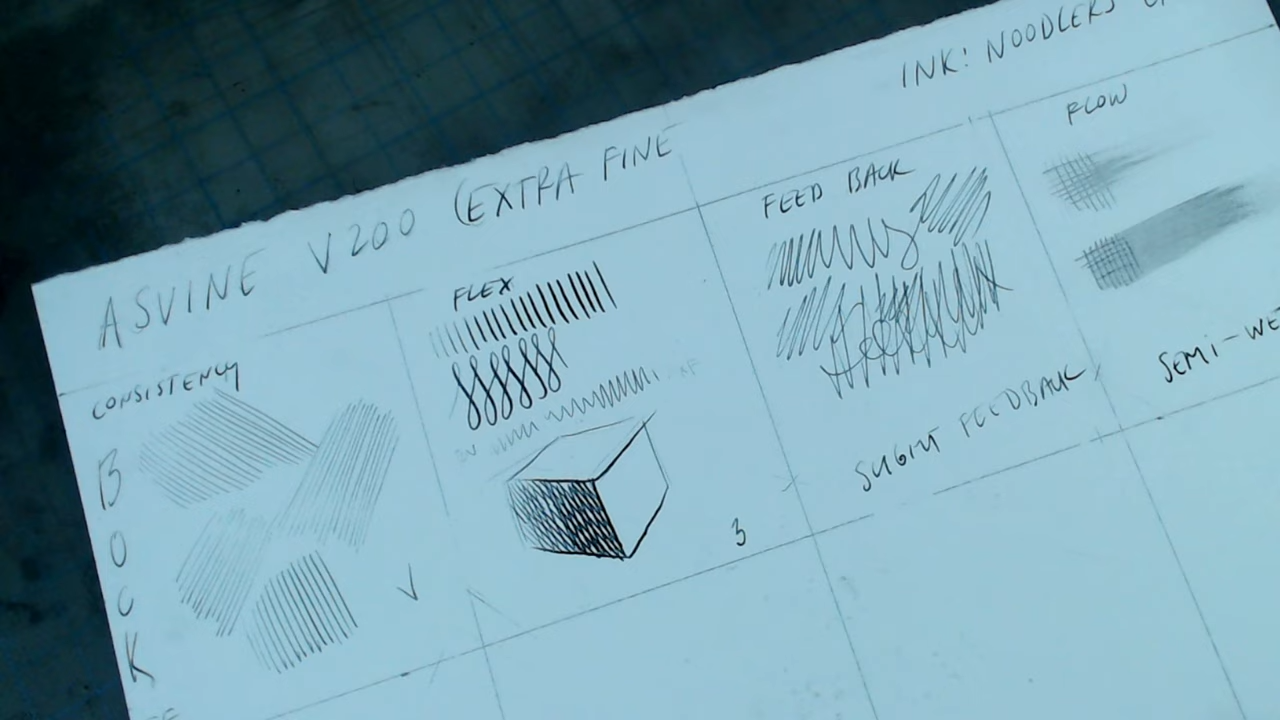 INK: NOODLERS
ASVINE V200 (EXTRA FINE
CONSISTENCY
FLEX
FEED BACK
FLOW
BOCK
3
SLIGHT FEEDBACK
SEMI-WE